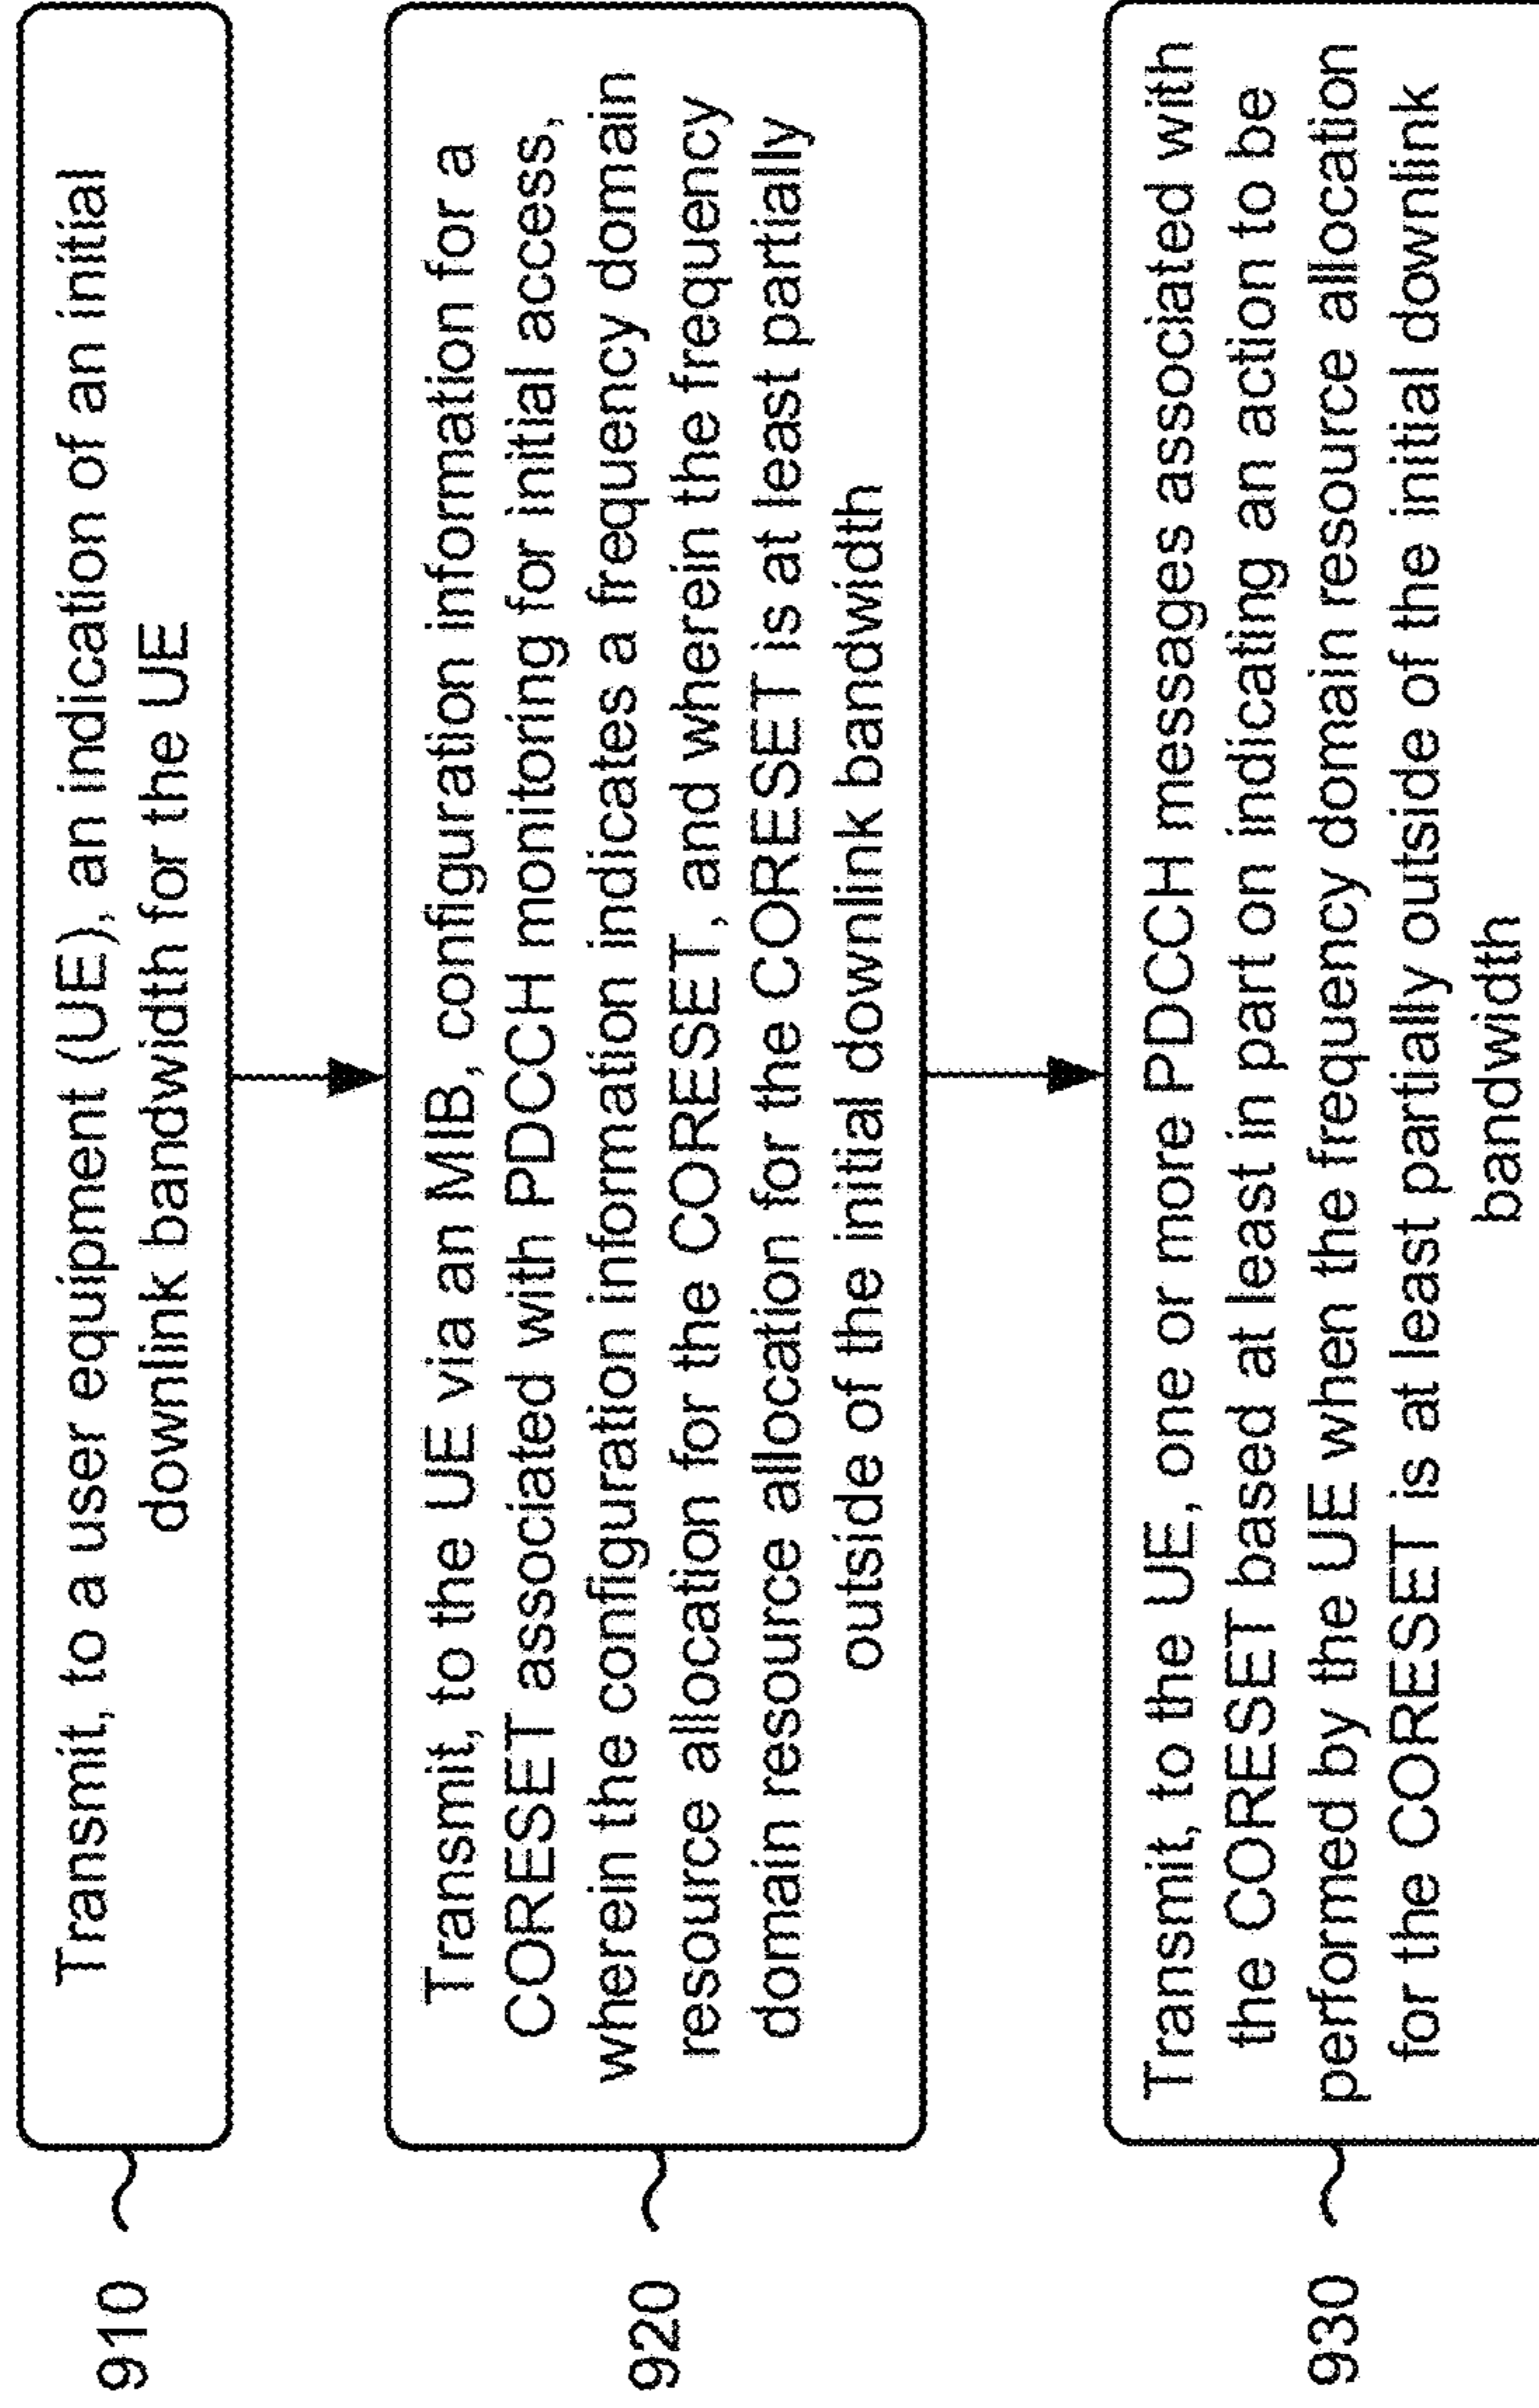 910
Transmit, to a user equipment (UE), an indication of an initial
downlink bandwidth for the UE
920
Transmit, to the UE via an MIB, configuration information for a
CORESET associated with PDCCH monitoring for initial access,
wherein the configuration information indicates a frequency domain
resource allocation for the CORESET, and wherein the frequency
domain resource allocation for the CORESET is at least partially
outside of the initial downlink bandwidth
930
Transmit, to the UE, one or more PDCCH messages associated with
the CORESET based at least in part on indicating an action to be
performed by the UE when the frequency domain resource allocation
for the CORESET is at least partially outside of the initial downlink
bandwidth